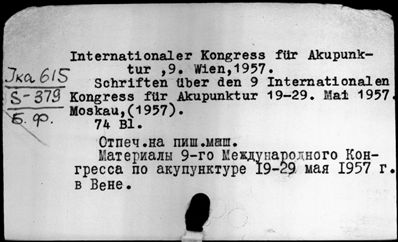 Internationaler Kongress für Akupunk-
tur ,9. Wien,1957.
Jка 615
Schriften über den 9 Internationalen
S-379
Kongress für Akupunktur 19-29. Mai 1957.
Б. ф.
Moskau,(1957).
74 Bl.
Отпеч.на пиш.маш.
Материалы 9-го Международного Кон-
гресса по акупунктуре 19-29 мая 1957 г.
в Вене.